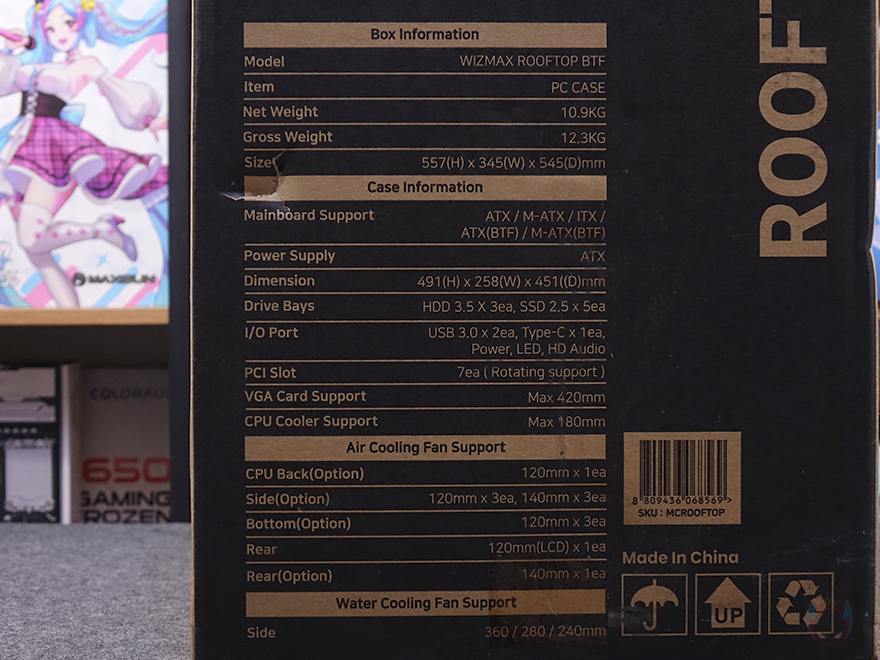 Box Information
Model WIZMAX ROOFTOP BTF
Item PC CASE
Net Weight 10.9KG
Gross Weight 12.3KG
Size 557(H) x 345(W) x 545(D)mm
Case Information
Mainboard Support ATX / M-ATX / ITX /
ATX(BTF) / M-ATX(BTF)
Power Supply ATX
Dimension 491(H) x 258(W) x 451((D)mm
Drive Bays HDD 3.5 X 3ea, SSD 2.5 x 5ea
I/O Port USB 3.0 x 2ea, Type-C x 1ea,
Power, LED, HD Audio
PCI Slot 7ea ( Rotating support )
VGA Card Support Max 420mm
CPU Cooler Support Max 180mm
Air Cooling Fan Support
CPU Back(Option) 120mm x 1ea
Side(Option) 120mm x 3ea, 140mm x 3ea
Bottom(Option) 120mm x 3ea
Rear 120mm(LCD) x 1ea
Rear(Option) 140mm x 1ea
Water Cooling Fan Support
Side 360 / 280 / 240mm
ROOF
8 809436 068569 >
SKU : MCROOFTOP
Made In China
UP
MAXSUN
COLORFUL
650
GAMING
FROZEN